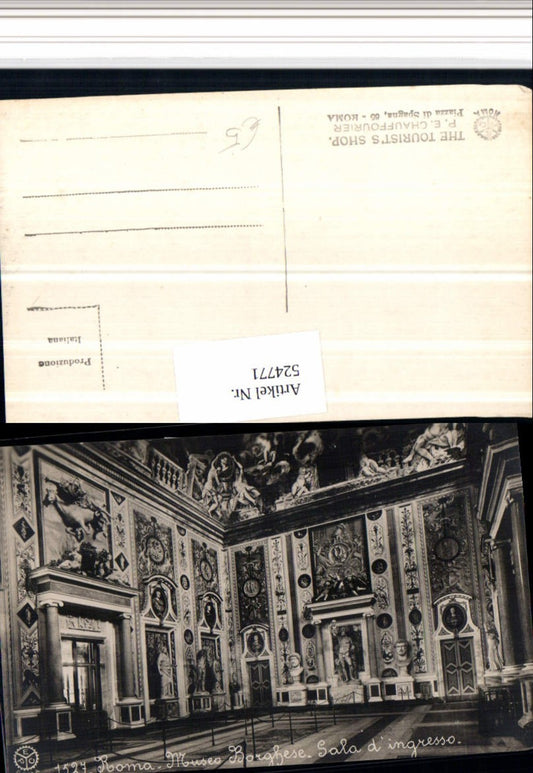 THE TOURIST'S SHOP.
P. E. CHAUFFOURIER
Piazza di Spagna, 65 - ROMA
Produzione
Italiana
Artikel Nr.
524771
1527 Roma - Museo Borghese. Sala d'ingresso.